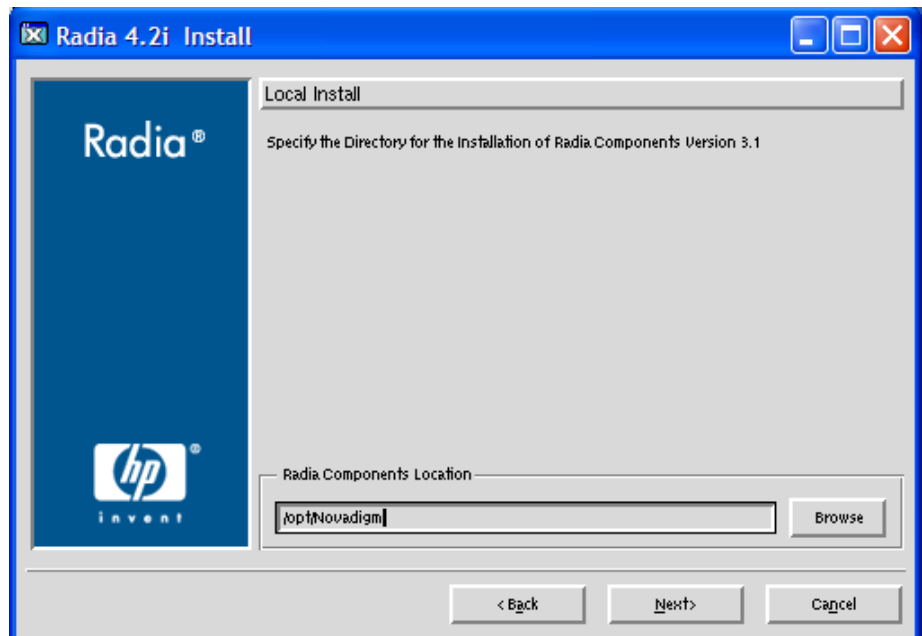 Radia 4.2i Install
Local Install
Radia®
Specify the Directory for the Installation of Radia Components Version 3.1
hp®
invent
Radia Components Location
/opt/Novadigm
Browse
< Back
Next>
Cancel